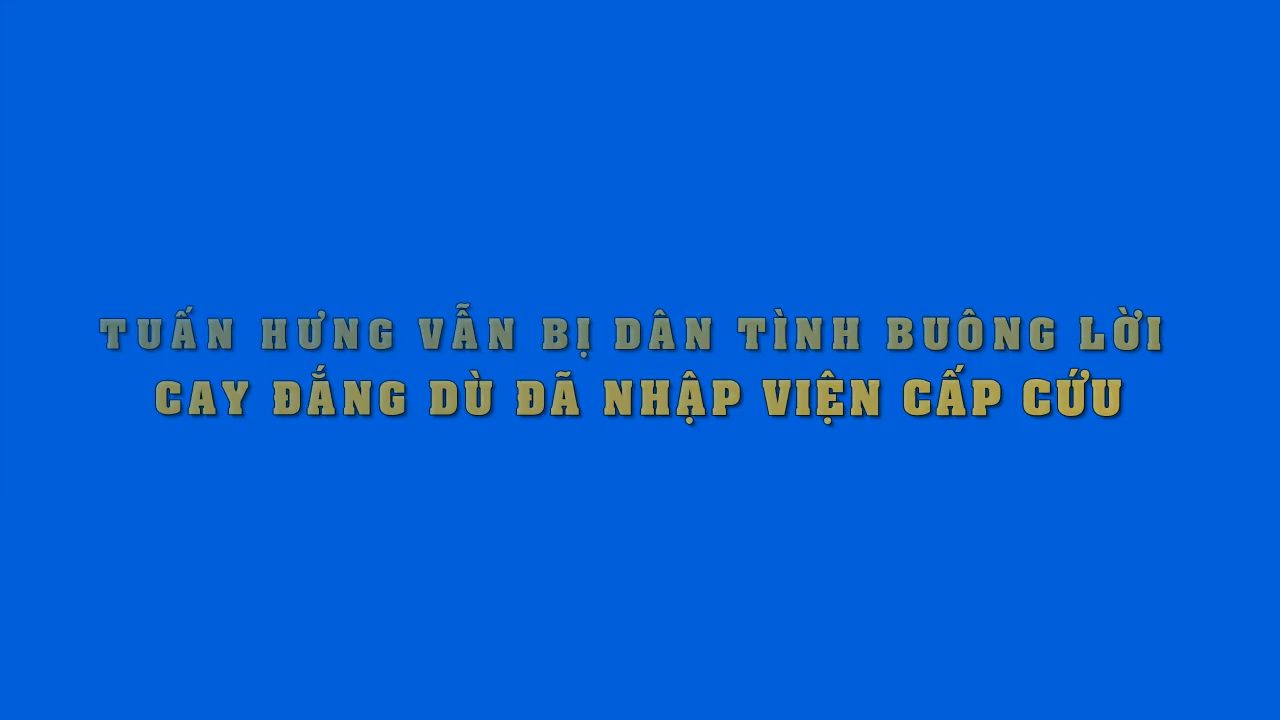 TUẤN HƯNG VẪN BỊ DÂN TÌNH BUÔNG LỜI
CAY ĐẮNG DÙ ĐÃ NHẬP VIỆN CẤP CỨU